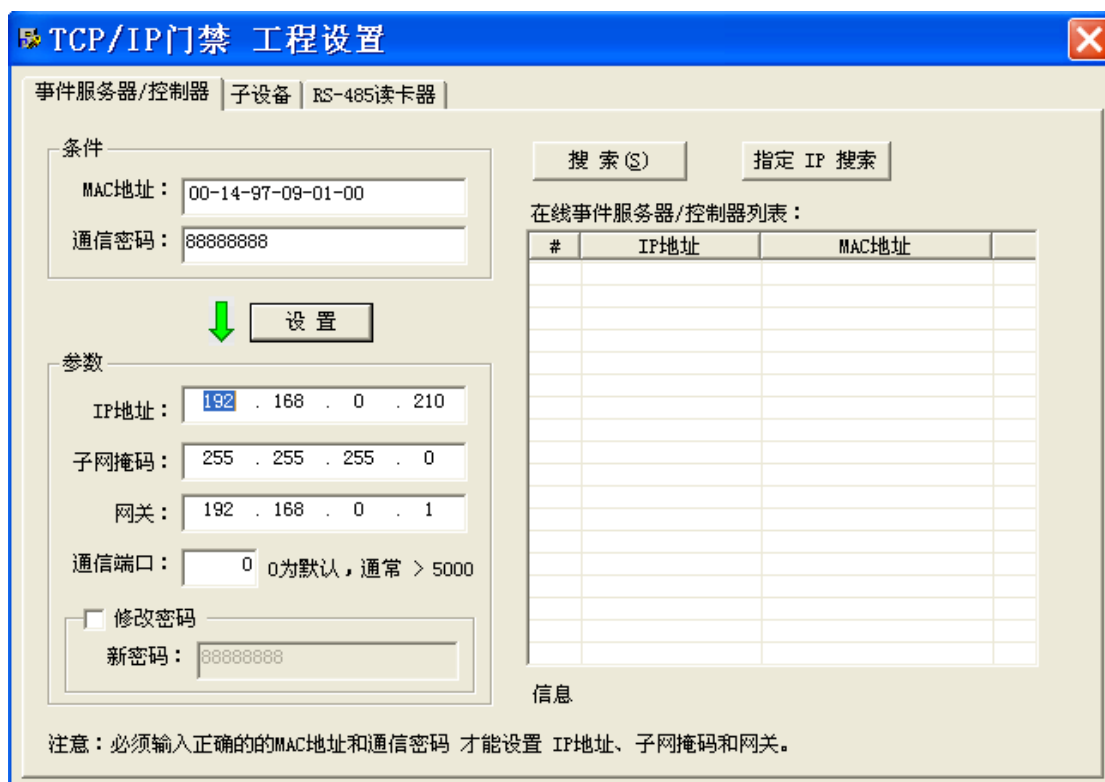 TCP/IP门禁 工程设置
事件服务器/控制器 子设备 RS-485读卡器
条件
MAC地址： 00-14-97-09-01-00
通信密码： 88888888
设 置
参数
IP地址： 192 . 168 . 0 . 210
子网掩码： 255 . 255 . 255 . 0
网关： 192 . 168 . 0 . 1
通信端口： 0 0为默认，通常 > 5000
修改密码
新密码： 88888888
搜 索(S) 指定 IP 搜索
在线事件服务器/控制器列表：
# IP地址 MAC地址
信息
注意：必须输入正确的的MAC地址和通信密码 才能设置 IP地址、子网掩码和网关。